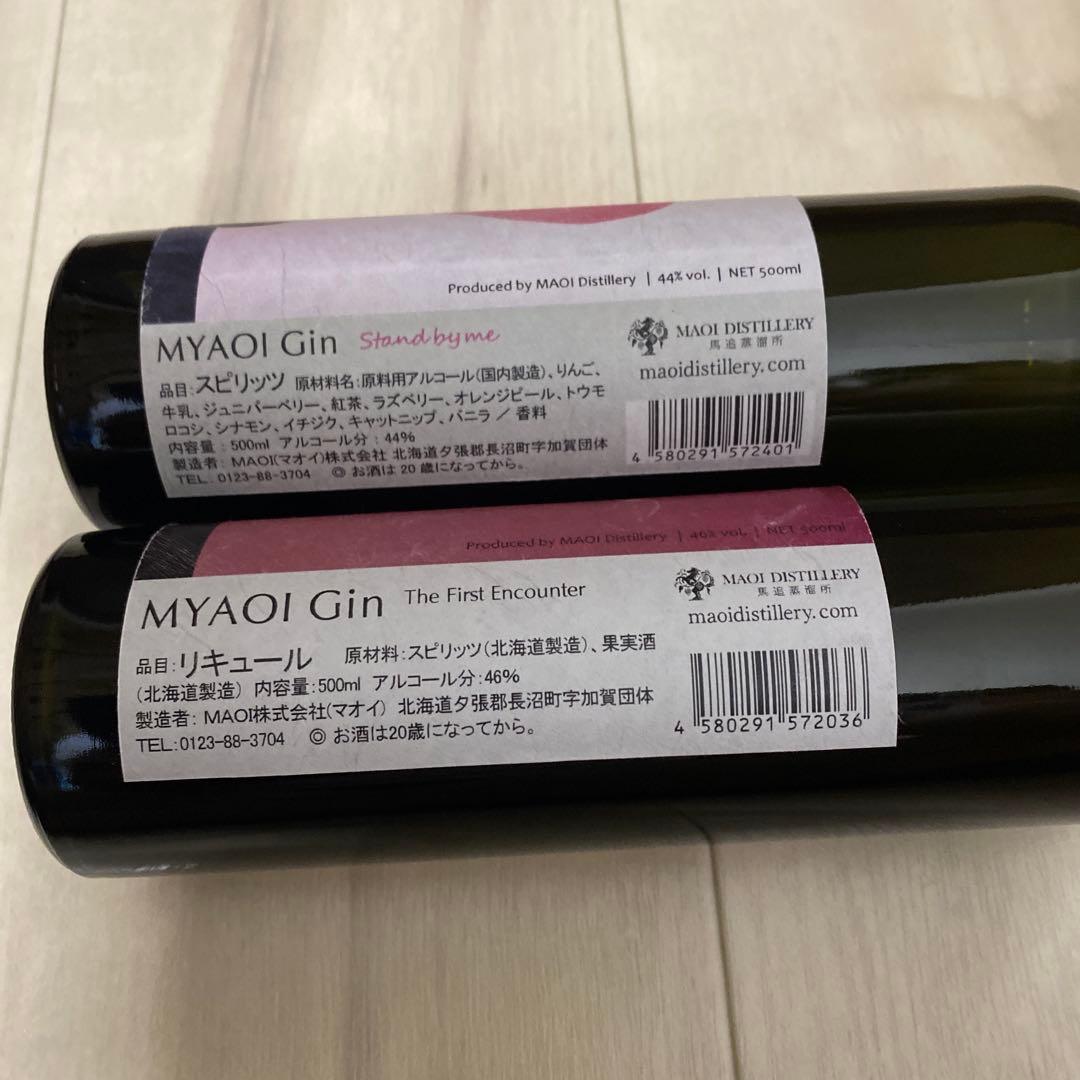 Produced by MAOI Distillery | 44% vol. | NET 500ml
MYAOI Gin Stand by me
MAOI DISTILLERY
馬追蒸溜所
maoidistillery.com
品目:スピリッツ 原材料名:原料用アルコール(国内製造)、りんご、
牛乳、ジュニパーベリー、紅茶、ラズベリー、オレンジピール、トウモ
ロコシ、シナモン、イチジク、キャットニップ、バニラ／香料
内容量：500ml アルコール分：44%
製造者：MAOI(マオイ)株式会社 北海道夕張郡長沼町字加賀団体
TEL. 0123-88-3704 ◎ お酒は20歳になってから。
4 580291 572401
Produced by MAOI Distillery | 46% vol. | NET 500ml
MYAOI Gin The First Encounter
MAOI DISTILLERY
馬追蒸溜所
maoidistillery.com
品目:リキュール 原材料:スピリッツ(北海道製造)、果実酒
(北海道製造) 内容量:500ml アルコール分:46%
製造者：MAOI株式会社(マオイ) 北海道夕張郡長沼町字加賀団体
TEL:0123-88-3704 ◎ お酒は20歳になってから。
4 580291 572036